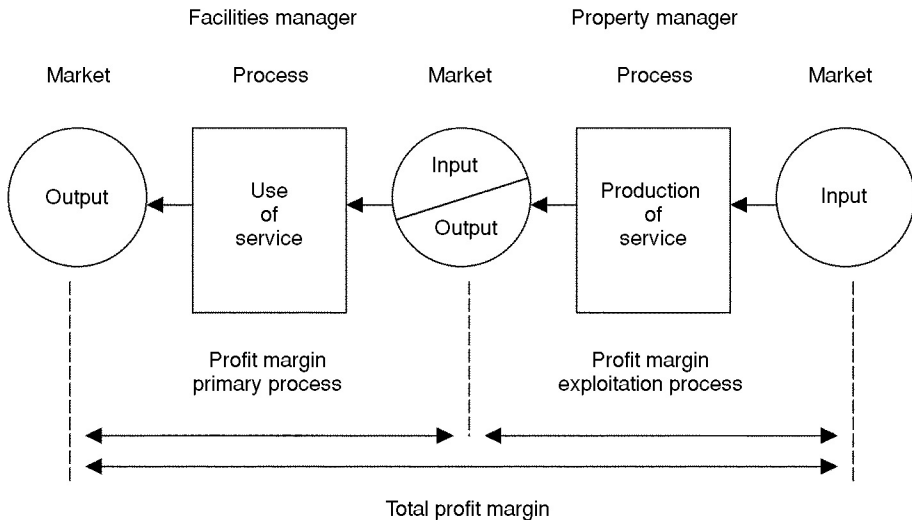 Facilities manager
Property manager
Market
Process
Market
Process
Market
Output
Use
of
service
Input
Output
Production
of
service
Input
Profit margin
primary process
Profit margin
exploitation process
Total profit margin